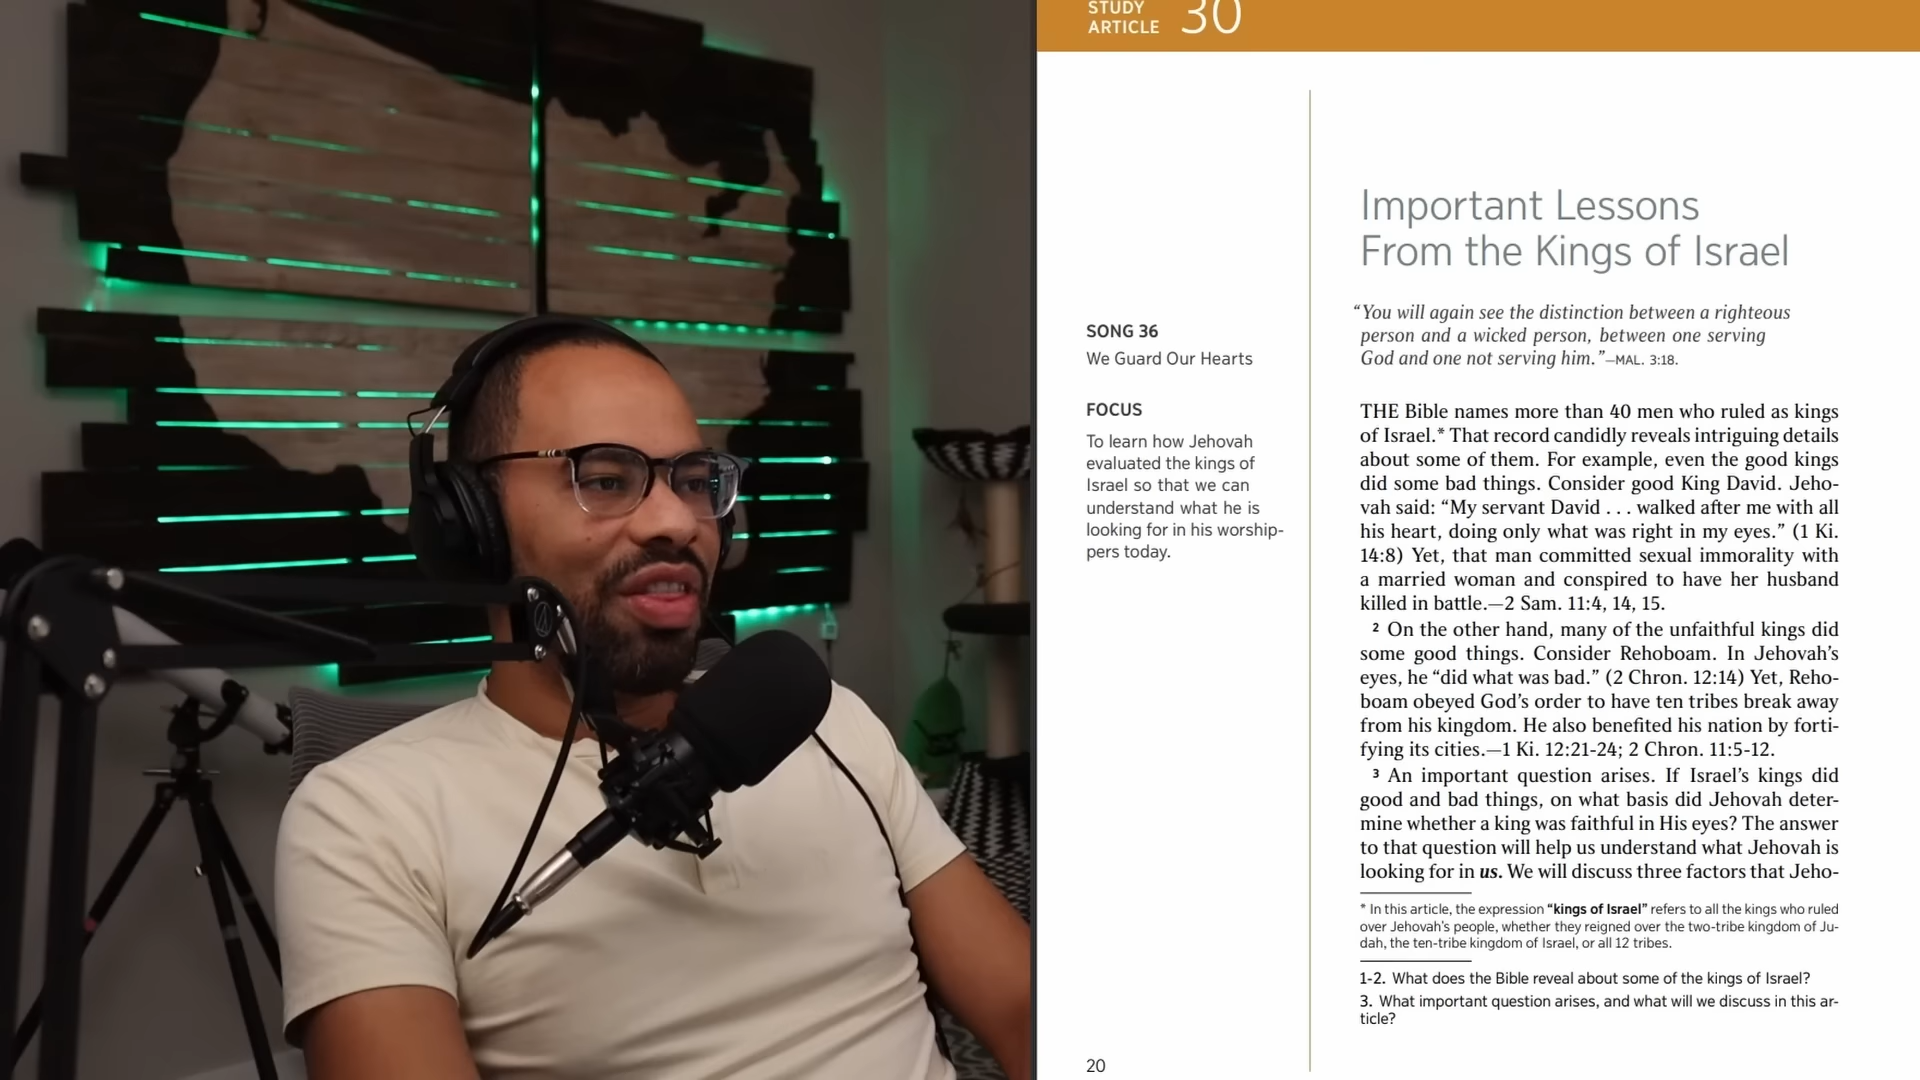 STUDY
ARTICLE 30
Important Lessons
From the Kings of Israel
“You will again see the distinction between a righteous
person and a wicked person, between one serving
God and one not serving him.”—MAL. 3:18.
SONG 36
We Guard Our Hearts
FOCUS
To learn how Jehovah
evaluated the kings of
Israel so that we can
understand what he is
looking for in his worship-
pers today.
THE Bible names more than 40 men who ruled as kings
of Israel.* That record candidly reveals intriguing details
about some of them. For example, even the good kings
did some bad things. Consider good King David. Jeho-
vah said: “My servant David . . . walked after me with all
his heart, doing only what was right in my eyes.” (1 Ki.
14:8) Yet, that man committed sexual immorality with
a married woman and conspired to have her husband
killed in battle.—2 Sam. 11:4, 14, 15.
2 On the other hand, many of the unfaithful kings did
some good things. Consider Rehoboam. In Jehovah’s
eyes, he “did what was bad.” (2 Chron. 12:14) Yet, Reho-
boam obeyed God’s order to have ten tribes break away
from his kingdom. He also benefited his nation by forti-
fying its cities.—1 Ki. 12:21-24; 2 Chron. 11:5-12.
3 An important question arises. If Israel’s kings did
good and bad things, on what basis did Jehovah deter-
mine whether a king was faithful in His eyes? The answer
to that question will help us understand what Jehovah is
looking for in us. We will discuss three factors that Jeho-
* In this article, the expression “kings of Israel” refers to all the kings who ruled
over Jehovah’s people, whether they reigned over the two-tribe kingdom of Ju-
dah, the ten-tribe kingdom of Israel, or all 12 tribes.
1-2. What does the Bible reveal about some of the kings of Israel?
3. What important question arises, and what will we discuss in this ar-
ticle?
20